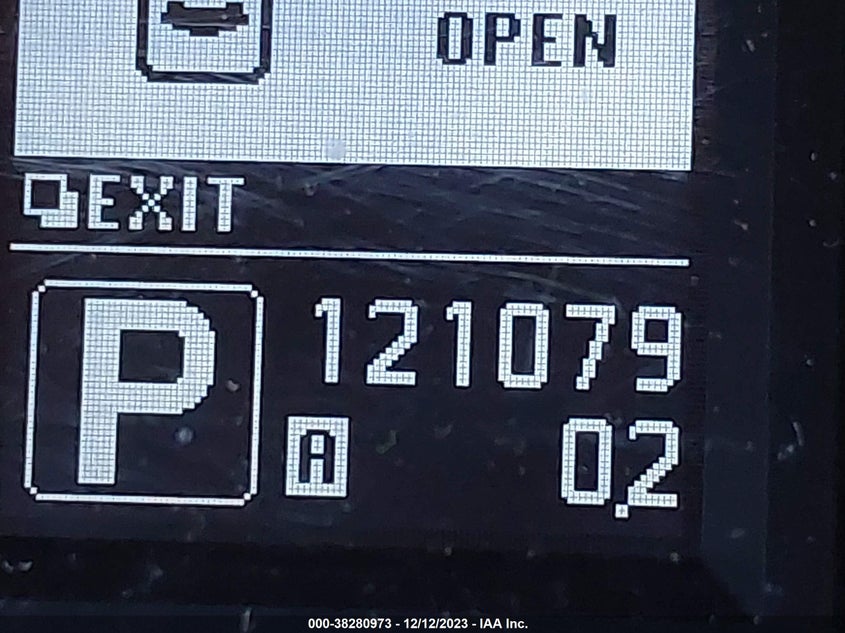 OPEN
EXIT
P 121079
A 0.2
000-38280973 - 12/12/2023 - IAA Inc.